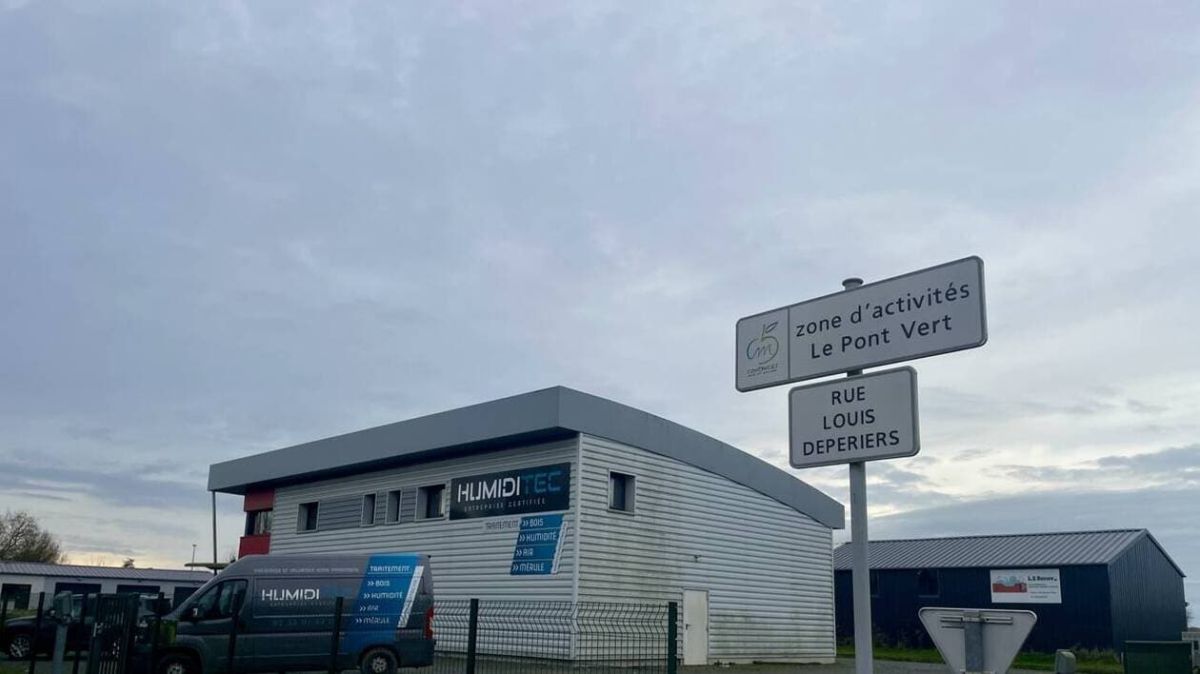 zone d'activités
Le Pont Vert
RUE
LOUIS
DEPERIERS
HUMIDITEC
ENTREPRISE CERTIFIÉE
TRAITEMENT
>> BOIS
>> HUMIDITÉ
>> AIR
>> MÉRULE
TRAITEMENT
>> BOIS
>> HUMIDITÉ
>> AIR
>> MÉRULE
HUMIDI